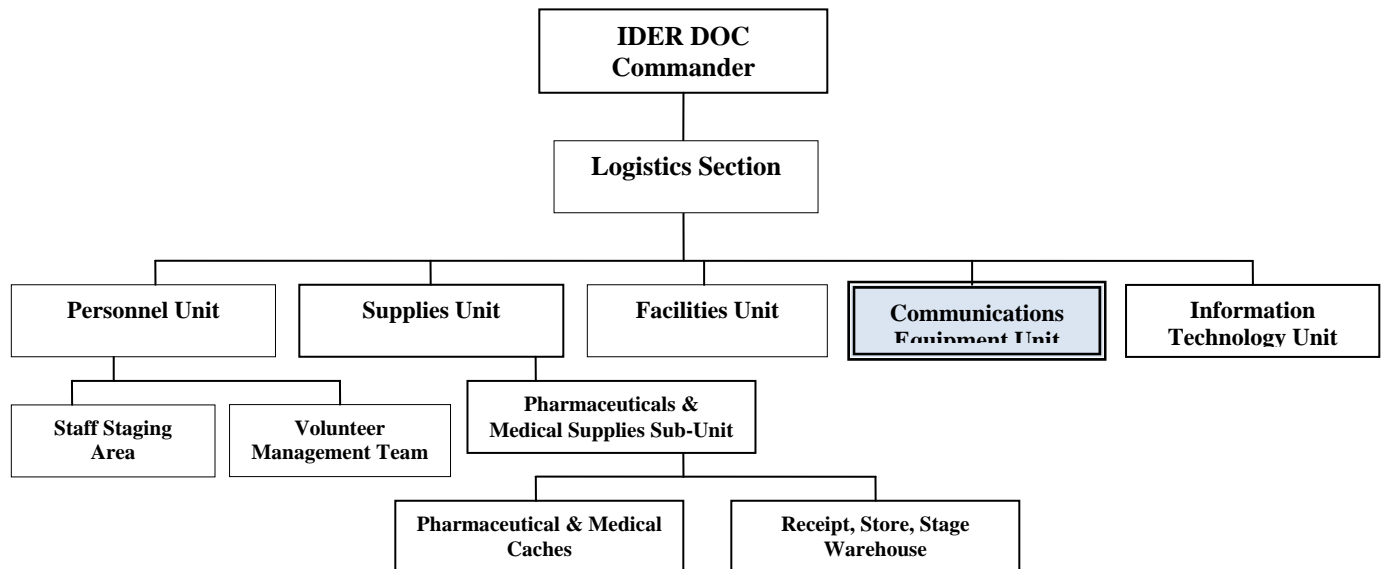 IDER DOC
Commander
Logistics Section
Personnel Unit
Supplies Unit
Facilities Unit
Communications
Equipment Unit
Information
Technology Unit
Staff Staging
Area
Volunteer
Management Team
Pharmaceuticals &
Medical Supplies Sub-Unit
Pharmaceutical & Medical
Caches
Receipt, Store, Stage
Warehouse